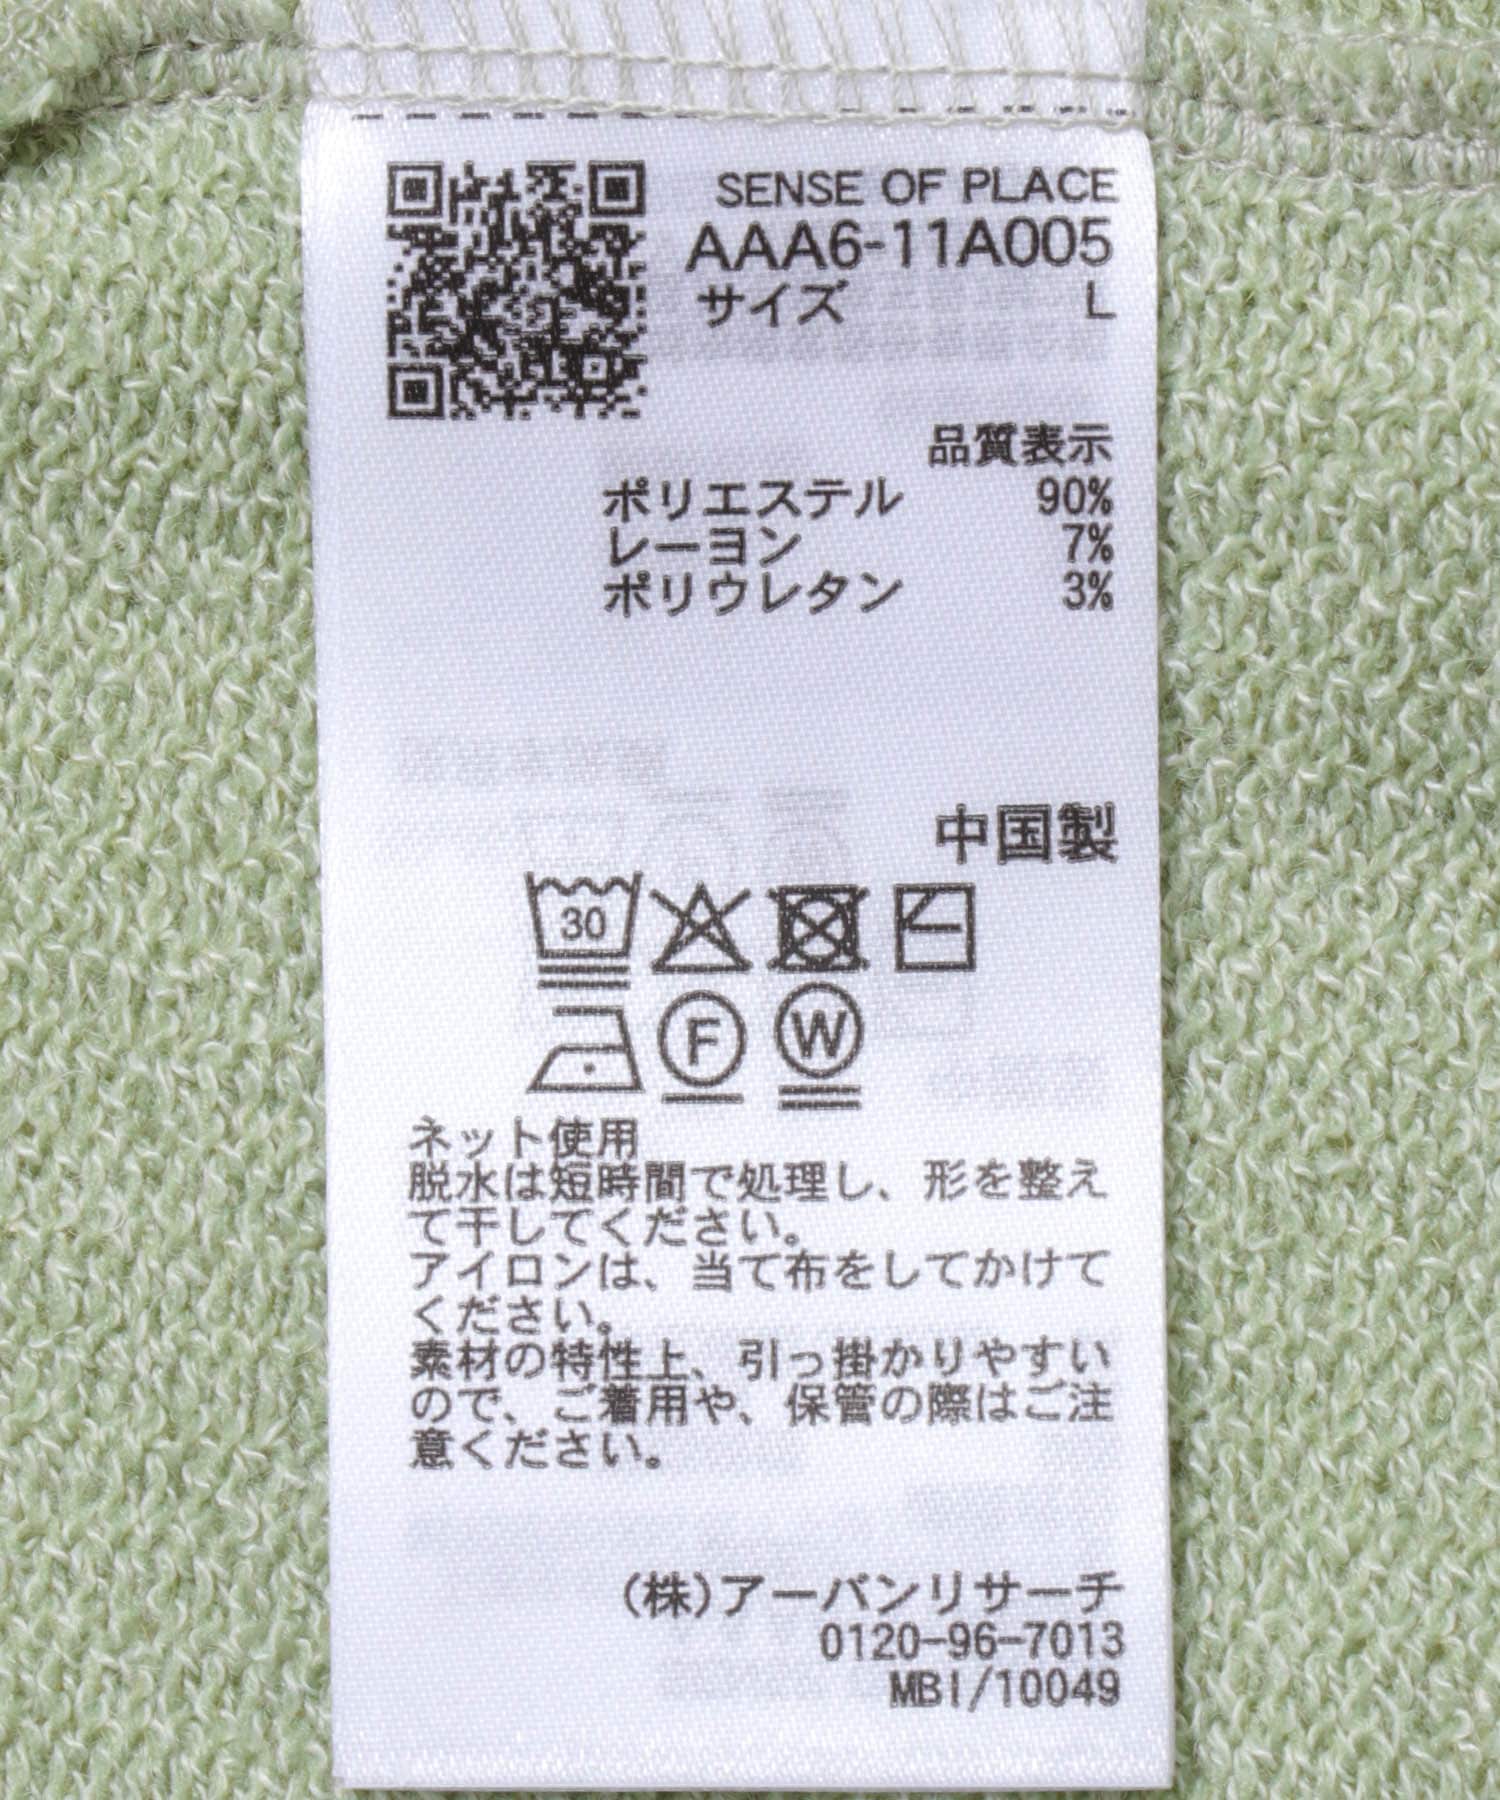 SENSE OF PLACE
AAA6-11A005
サイズ L
品質表示
ポリエステル 90%
レーヨン 7%
ポリウレタン 3%
中国製
30
F W
ネット使用
脱水は短時間で処理し、形を整え
て干してください。
アイロンは、当て布をしてかけて
ください。
素材の特性上、引っ掛かりやすい
ので、ご着用や、保管の際はご注
意ください。
(株)アーバンリサーチ
0120-96-7013
MBI/10049